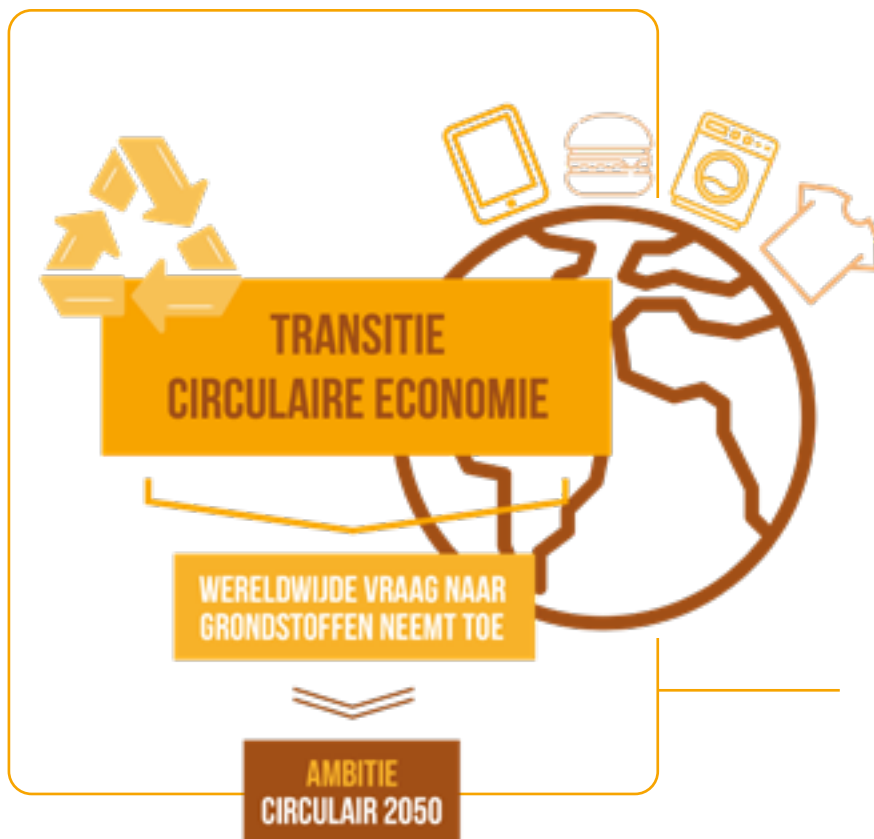 TRANSITIE
CIRCULAIRE ECONOMIE
WERELDWIJDE VRAAG NAAR
GRONDSTOFFEN NEEMT TOE
AMBITIE
CIRCULAIR 2050